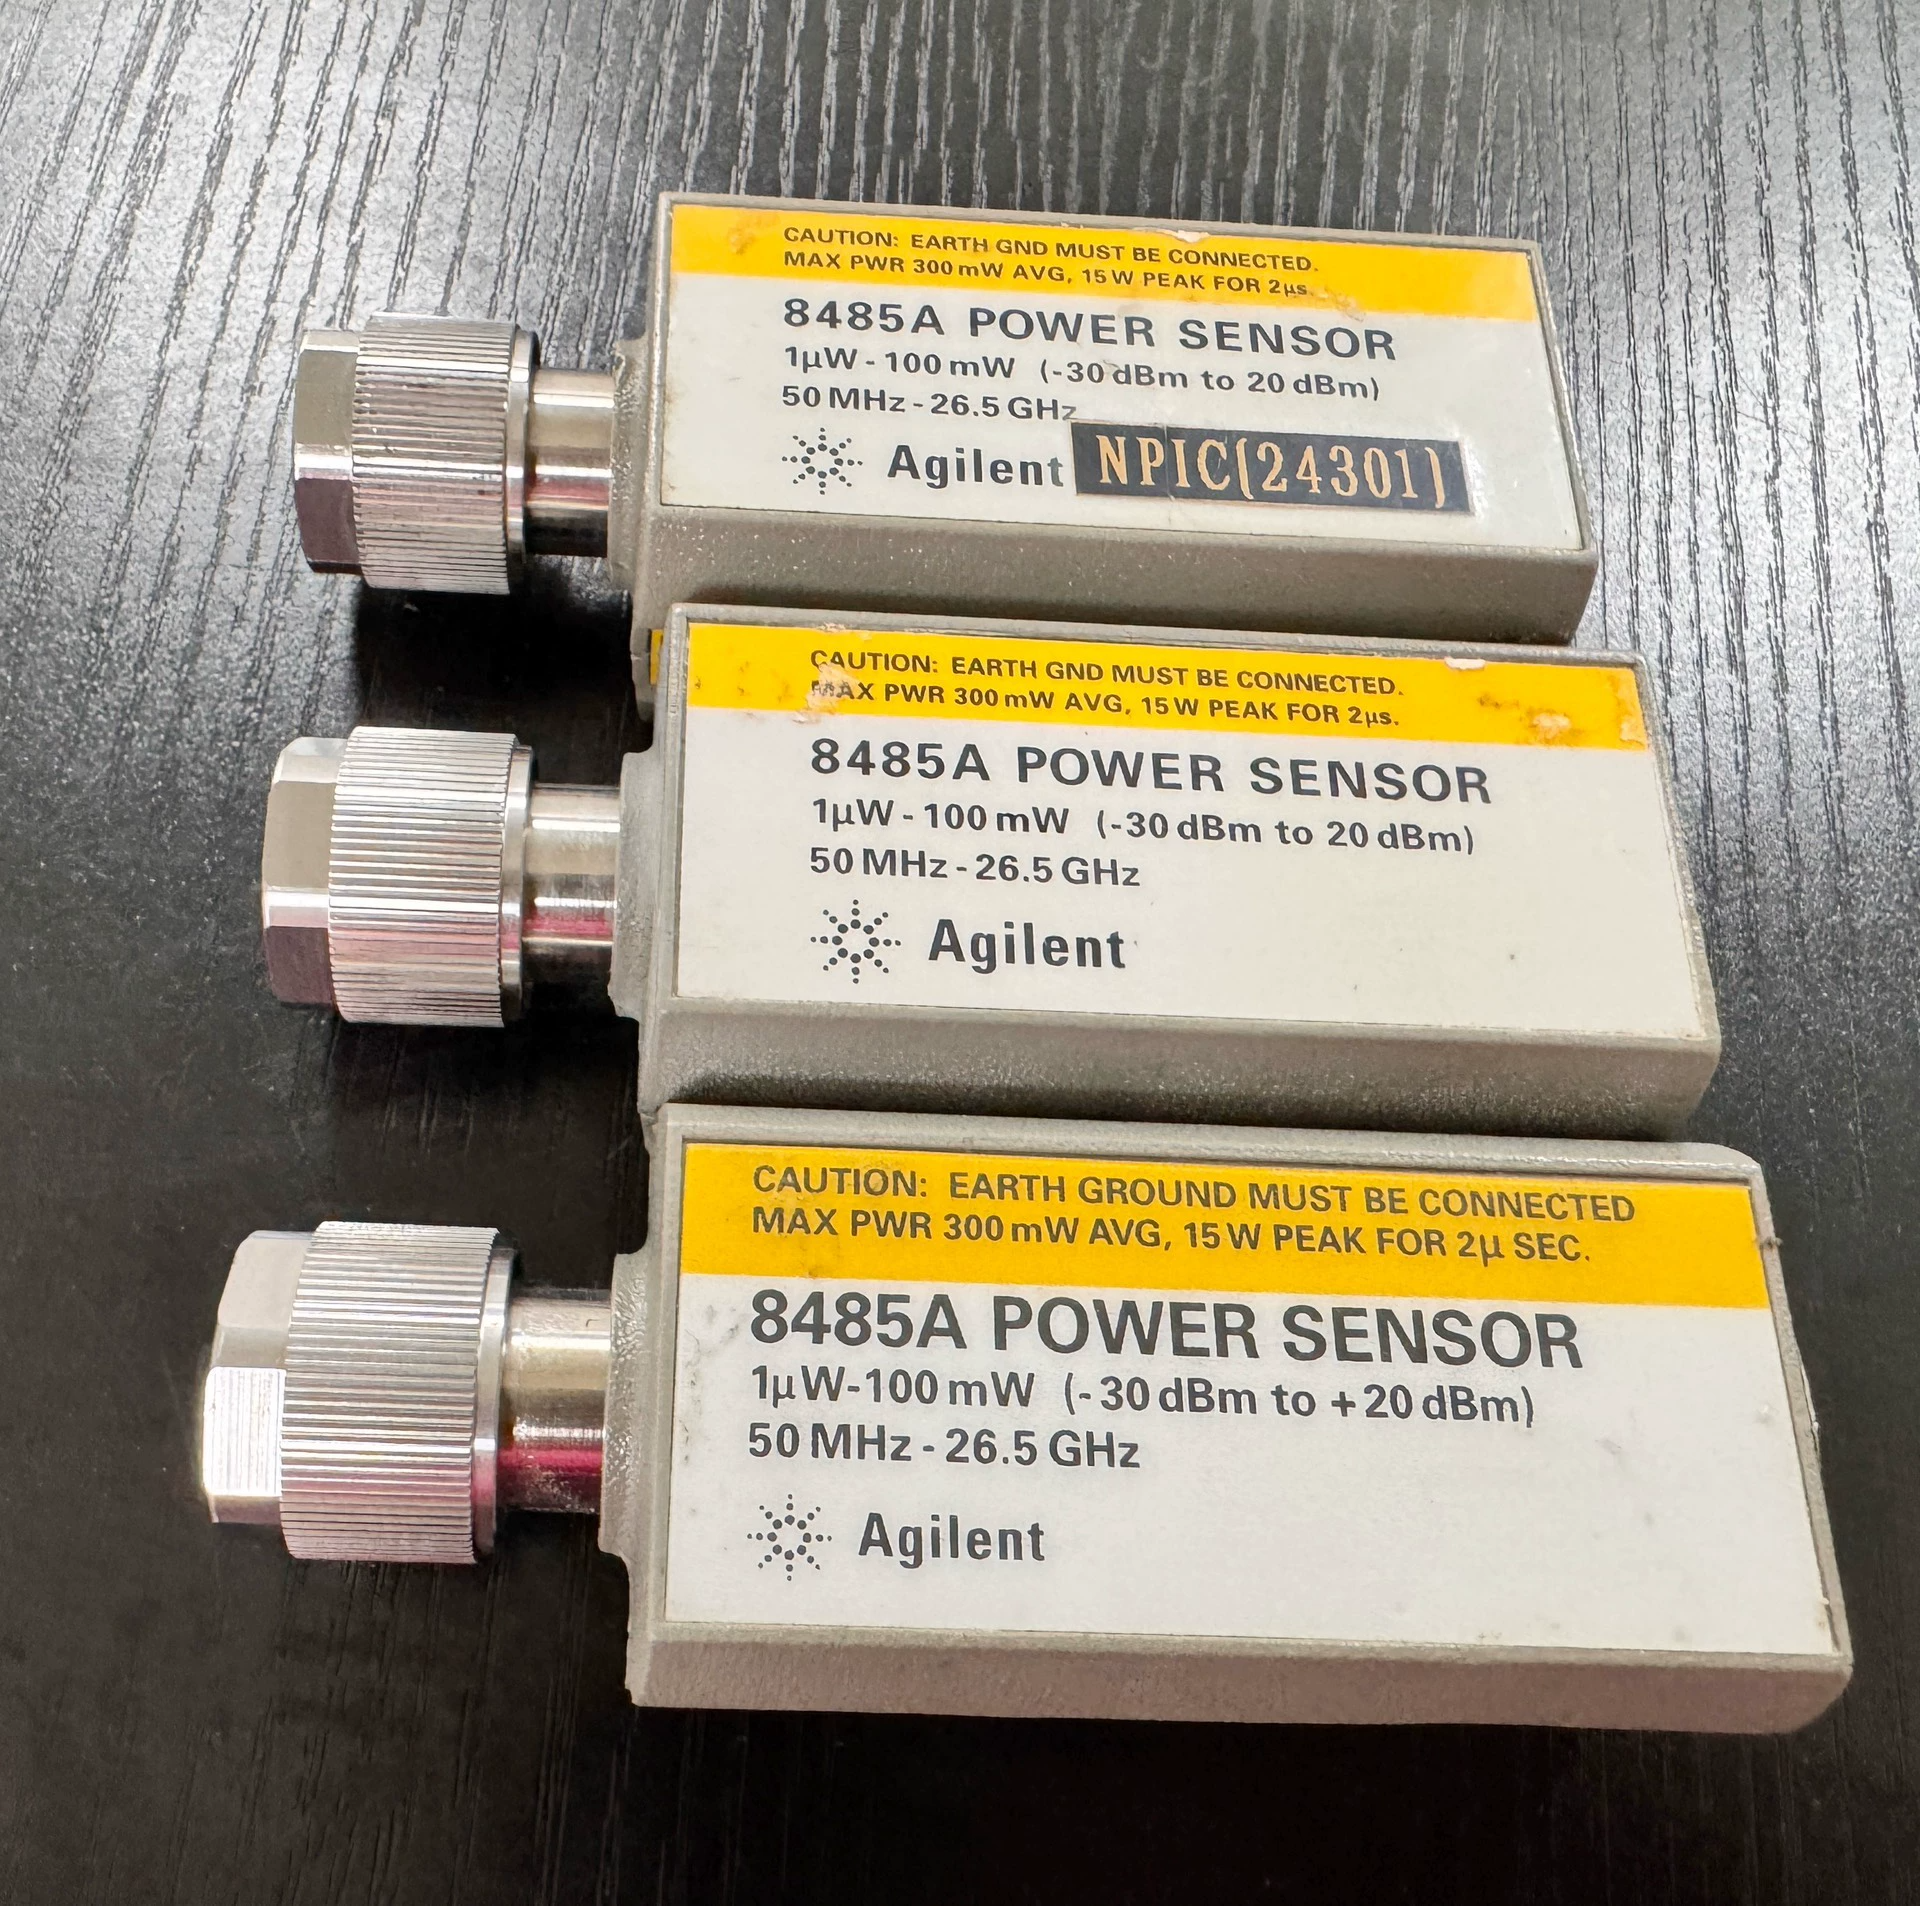 CAUTION: EARTH GND MUST BE CONNECTED.
MAX PWR 300 mW AVG, 15 W PEAK FOR 2µs.
8485A POWER SENSOR
1µW - 100 mW (-30 dBm to 20 dBm)
50 MHz - 26.5 GHz
Agilent NPIC(24301)
CAUTION: EARTH GND MUST BE CONNECTED.
MAX PWR 300 mW AVG, 15 W PEAK FOR 2µs.
8485A POWER SENSOR
1µW - 100 mW (-30 dBm to 20 dBm)
50 MHz - 26.5 GHz
Agilent
CAUTION: EARTH GROUND MUST BE CONNECTED
MAX PWR 300 mW AVG, 15 W PEAK FOR 2µ SEC.
8485A POWER SENSOR
1µW-100 mW (-30 dBm to +20 dBm)
50 MHz - 26.5 GHz
Agilent